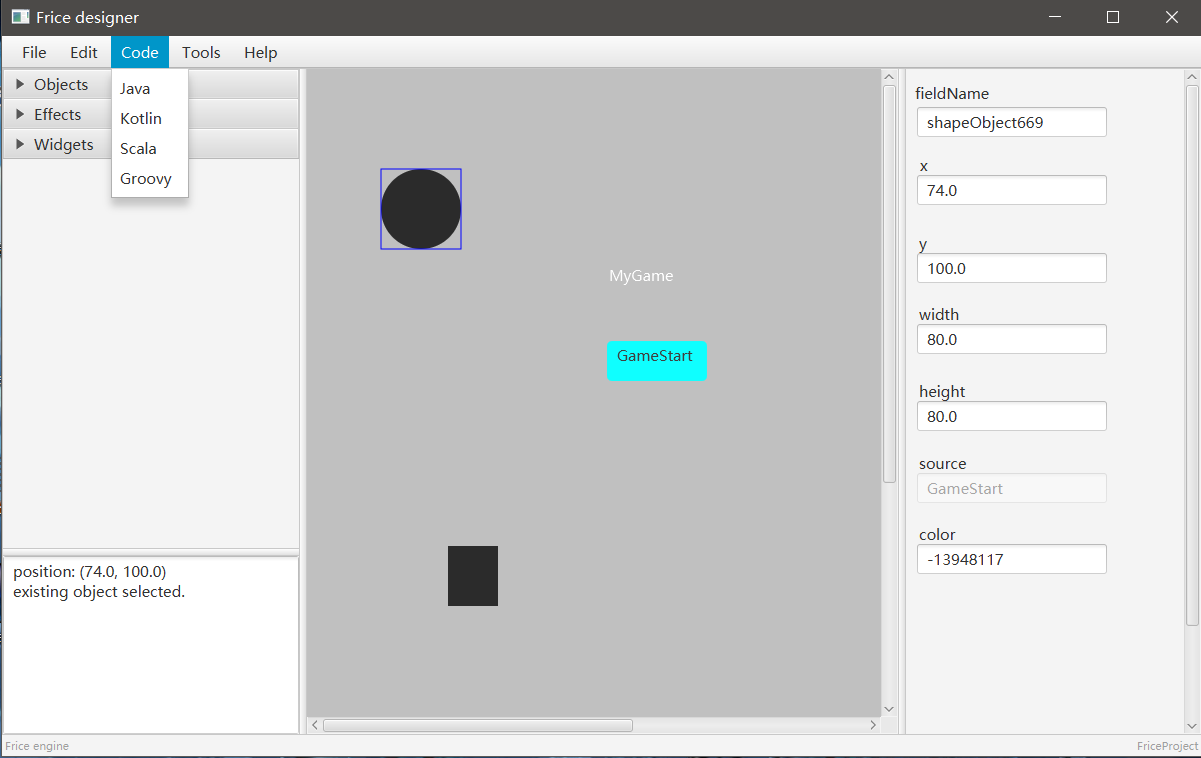 Frice designer
File Edit Code Tools Help
Objects
Effects
Widgets
Java
Kotlin
Scala
Groovy
MyGame
GameStart
fieldName
shapeObject669
x
74.0
y
100.0
width
80.0
height
80.0
source
GameStart
color
-13948117
position: (74.0, 100.0)
existing object selected.
Frice engine
FriceProject